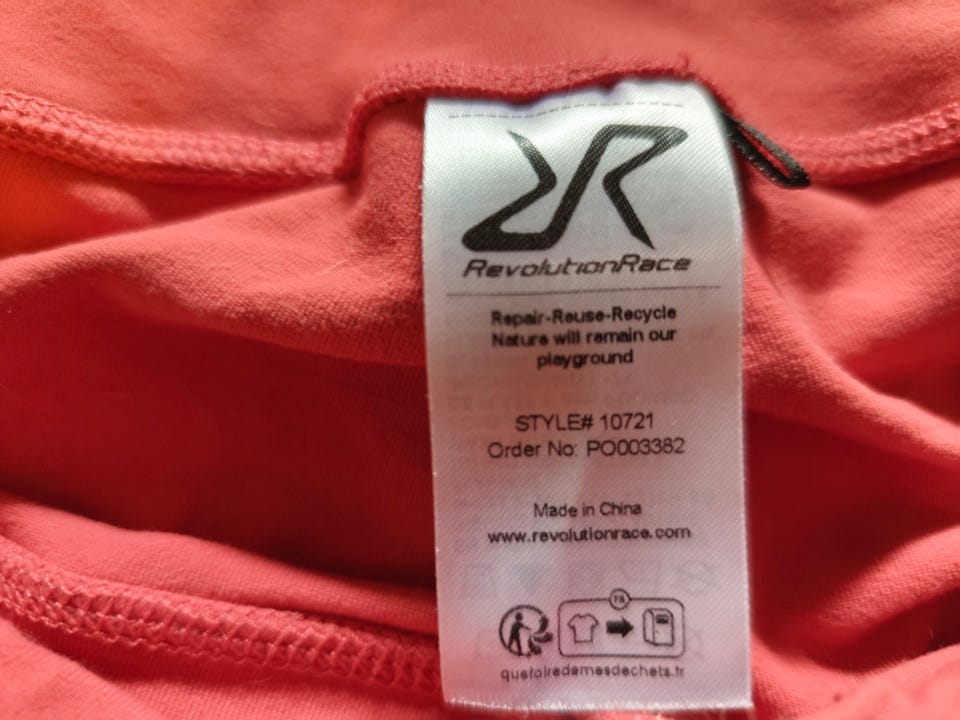 RevolutionRace
Repair-Reuse-Recycle
Nature will remain our
playground
STYLE# 10721
Order No: PO003382
Made in China
www.revolutionrace.com
FR
quefairedemesdechets.fr